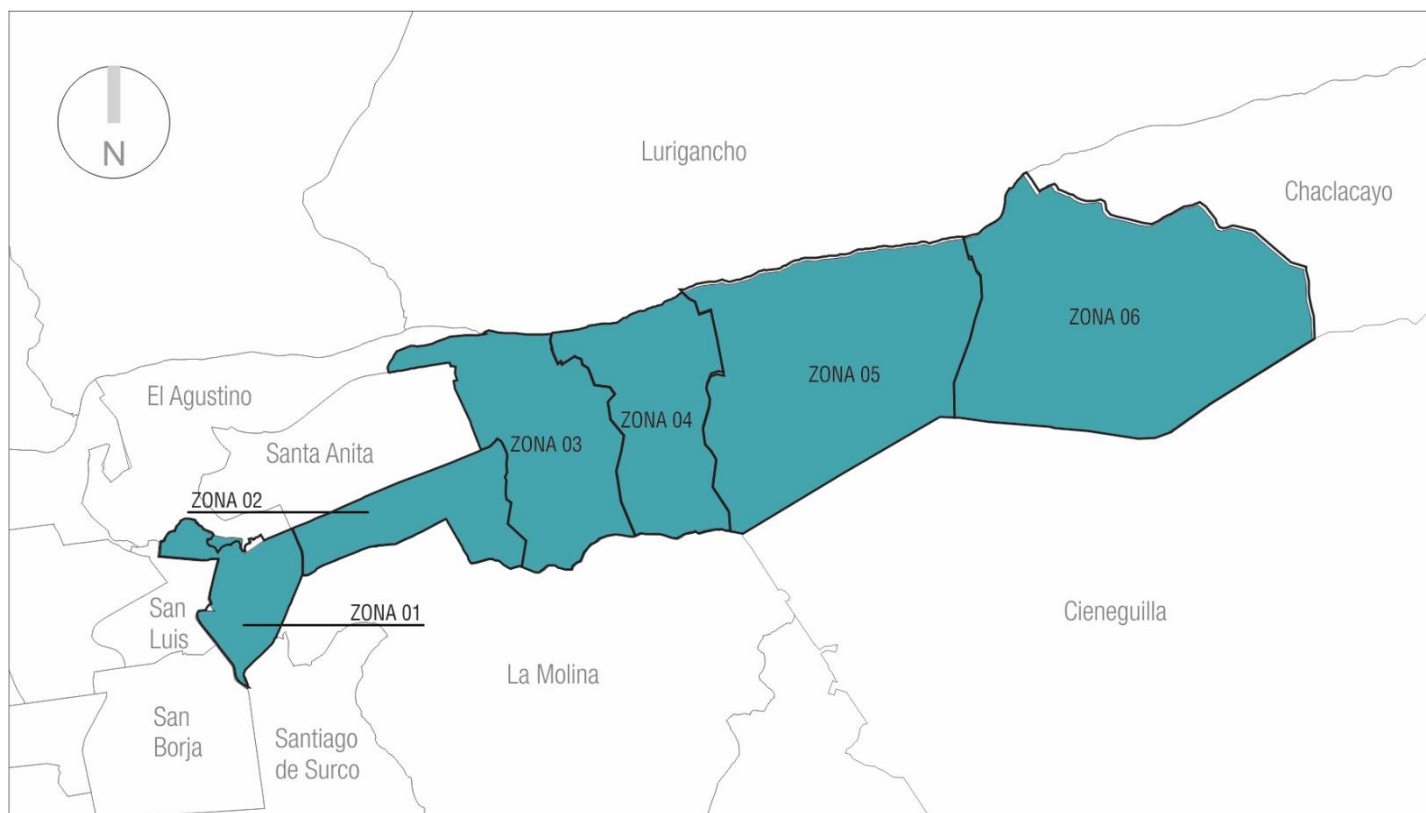 N
Lurigancho
Chaclacayo
ZONA 06
ZONA 05
El Agustino
ZONA 04
ZONA 03
Santa Anita
ZONA 02
San
Luis
ZONA 01
Cieneguilla
La Molina
San
Borja
Santiago
de Surco